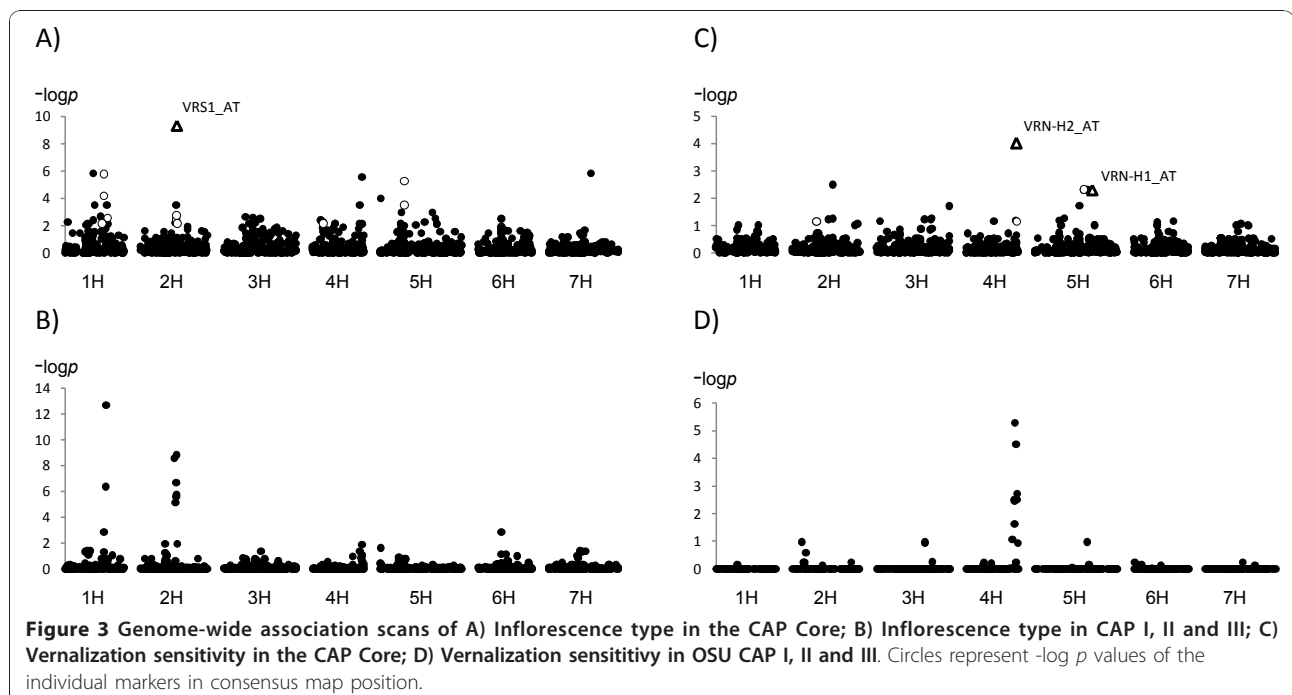 A)
−logp
VRS1_AT
10
8
6
4
2
0
1H 2H 3H 4H 5H 6H 7H
C)
−logp
VRN-H2_AT
VRN-H1_AT
5
4
3
2
1
0
1H 2H 3H 4H 5H 6H 7H
B)
−logp
14
12
10
8
6
4
2
0
1H 2H 3H 4H 5H 6H 7H
D)
−logp
6
5
4
3
2
1
0
1H 2H 3H 4H 5H 6H 7H
Figure 3 Genome-wide association scans of A) Inflorescence type in the CAP Core; B) Inflorescence type in CAP I, II and III; C)
Vernalization sensitivity in the CAP Core; D) Vernalization sensititivy in OSU CAP I, II and III. Circles represent -log p values of the
individual markers in consensus map position.